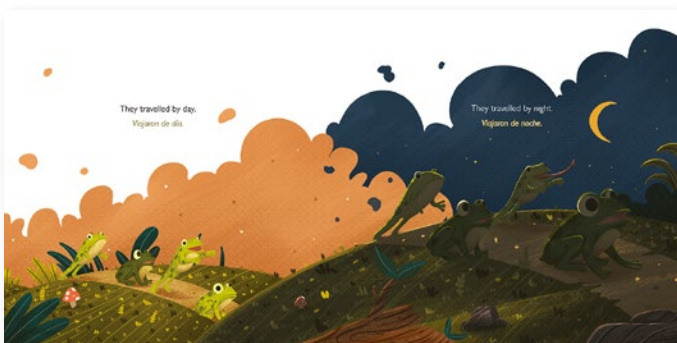 They travelled by day.
Viajaron de día.
They travelled by night.
Viajaron de noche.